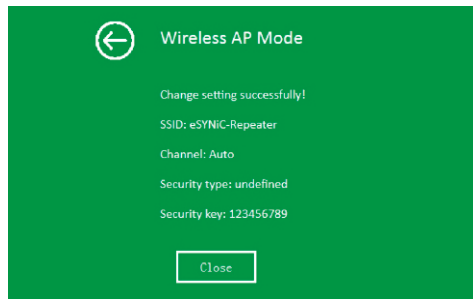 Wireless AP Mode
Change setting successfully!
SSID: eSYNiC-Repeater
Channel: Auto
Security type: undefined
Security key: 123456789
Close